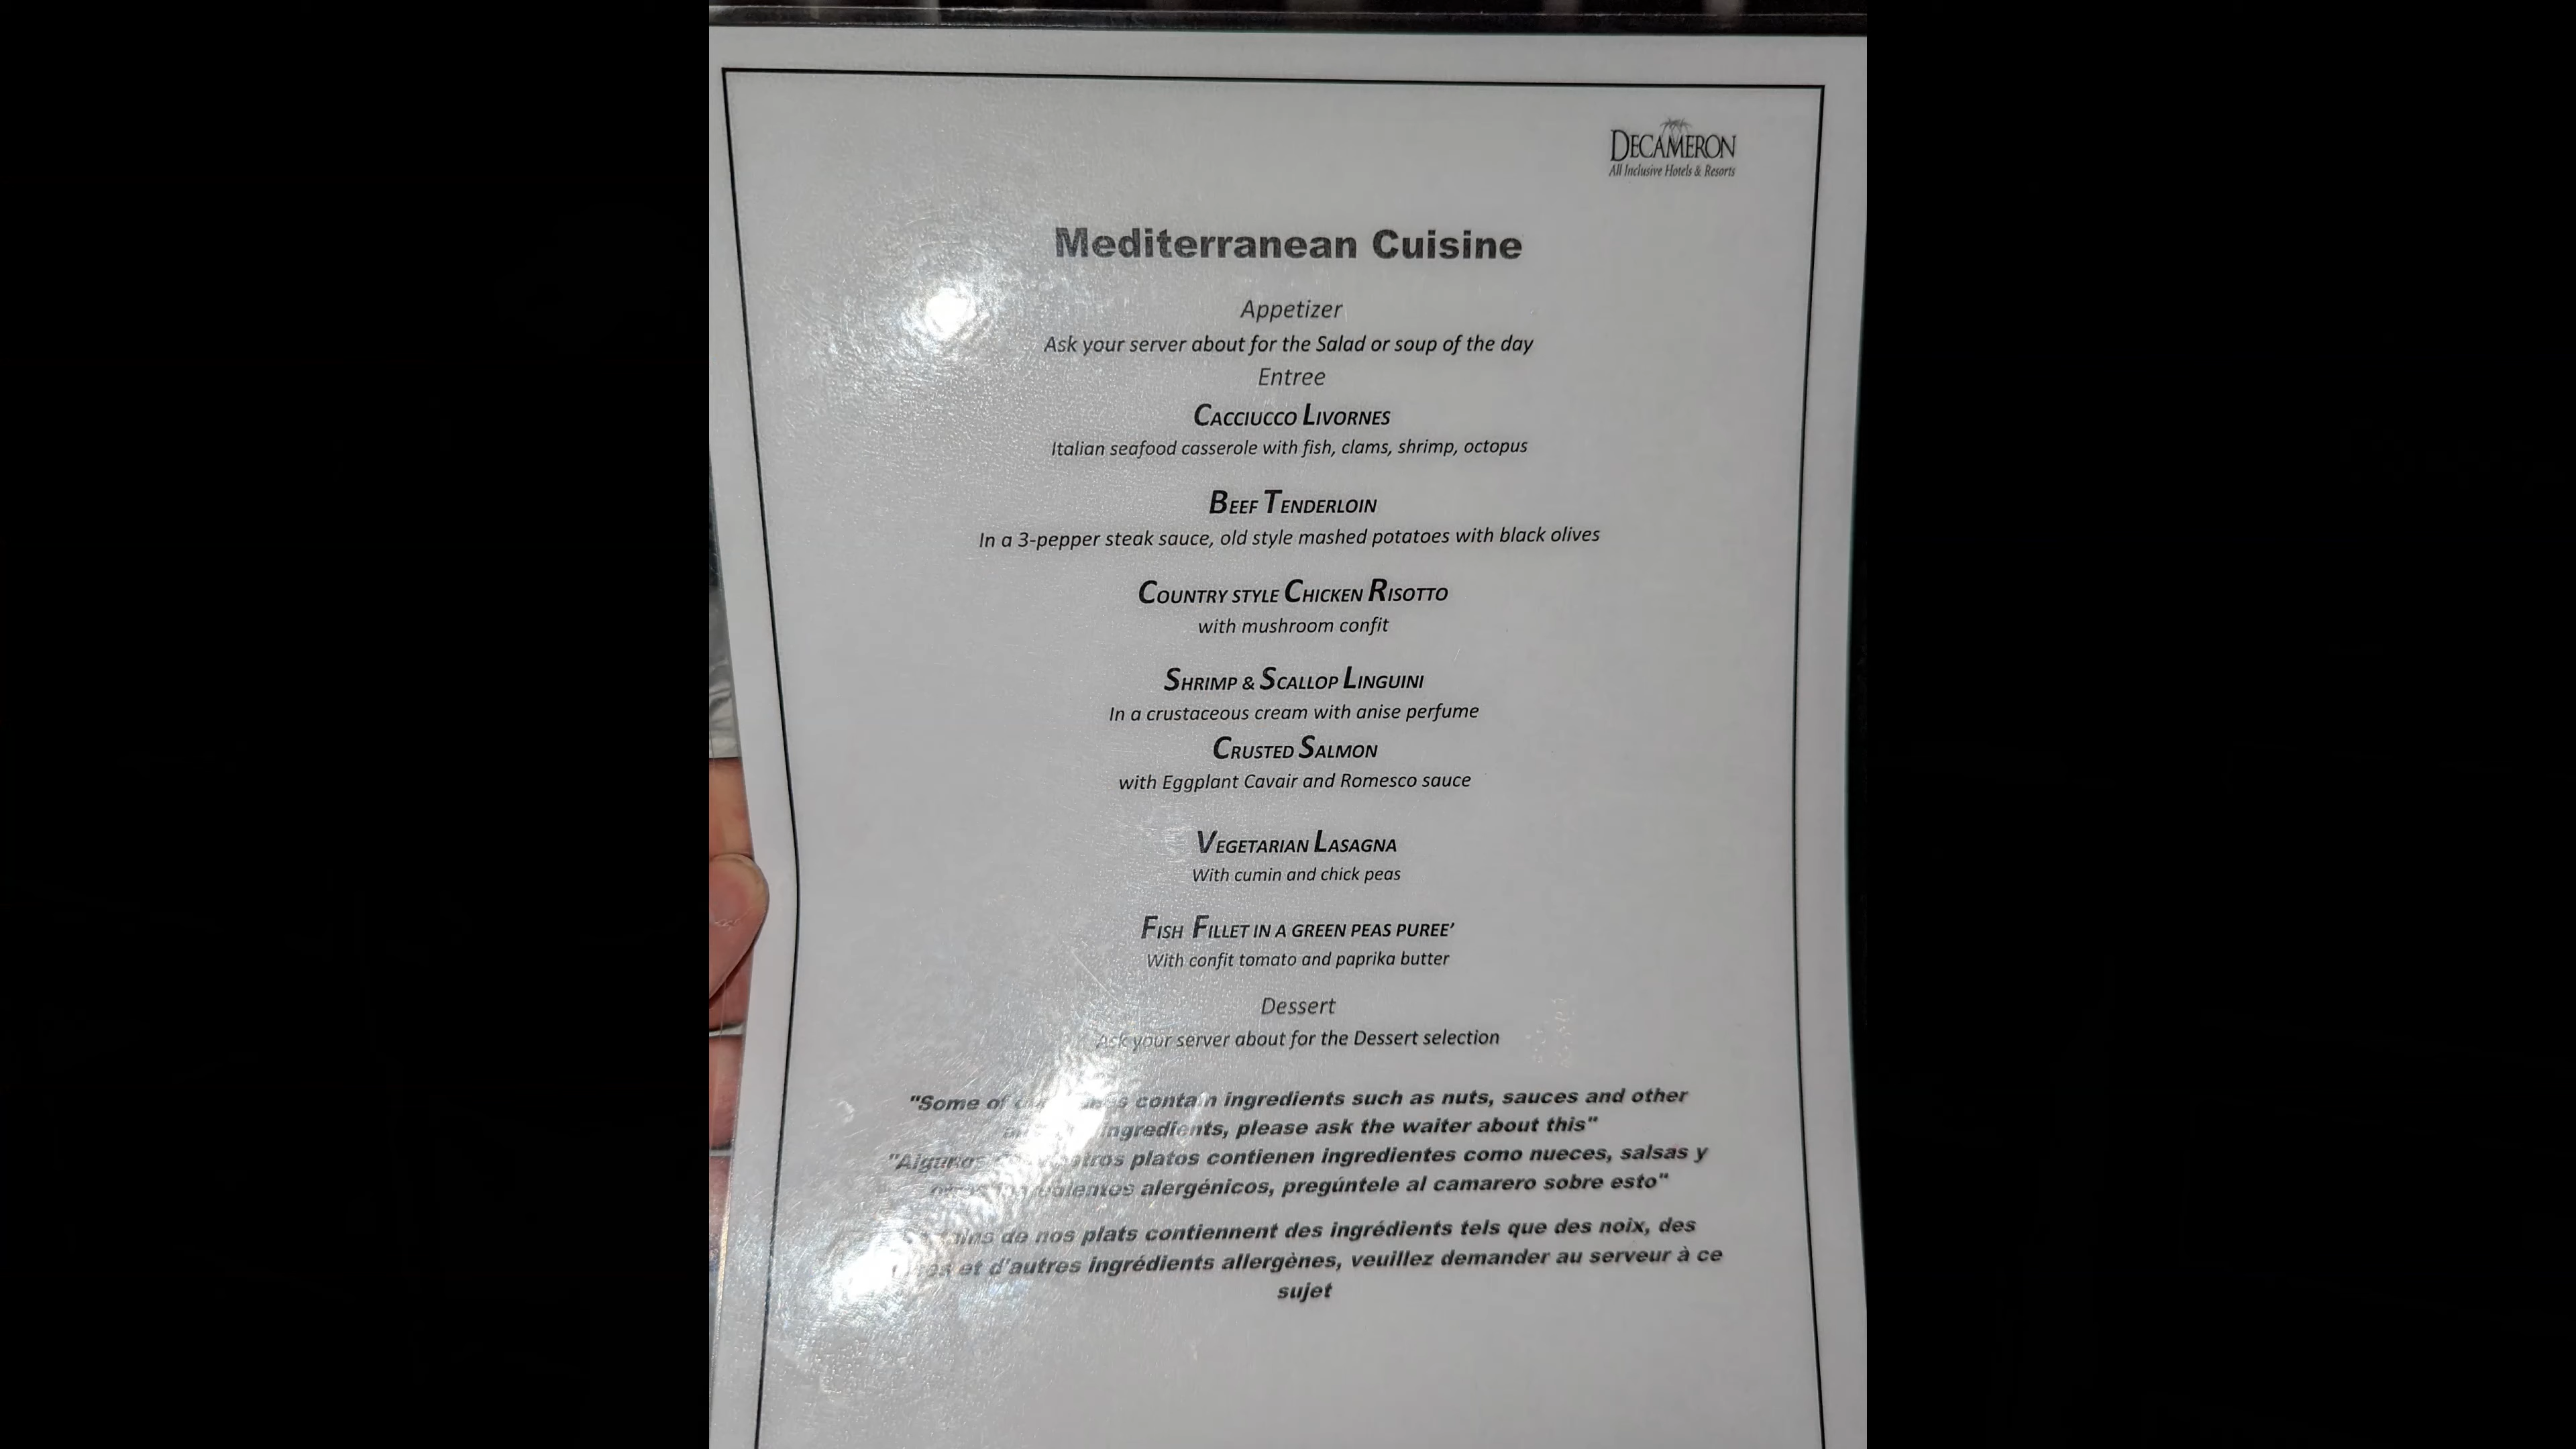 DECAMERON
All Inclusive Hotels & Resorts
Mediterranean Cuisine
Appetizer
Ask your server about for the Salad or soup of the day
Entree
CACCIUCCO LIVORNES
Italian seafood casserole with fish, clams, shrimp, octopus
BEEF TENDERLOIN
In a 3-pepper steak sauce, old style mashed potatoes with black olives
COUNTRY STYLE CHICKEN RISOTTO
with mushroom confit
SHRIMP & SCALLOP LINGUINI
In a crustaceous cream with anise perfume
CRUSTED SALMON
with Eggplant Cavair and Romesco sauce
VEGETARIAN LASAGNA
With cumin and chick peas
FISH FILLET IN A GREEN PEAS PUREE'
With confit tomato and paprika butter
Dessert
Ask your server about for the Dessert selection
"Some of contain ingredients such as nuts, sauces and other
ingredients, please ask the waiter about this"
"Algunos platos contienen ingredientes como nueces, salsas y
alergénicos, pregúntele al camarero sobre esto"
de nos plats contiennent des ingrédients tels que des noix, des
et d'autres ingrédients allergènes, veuillez demander au serveur à ce
sujet